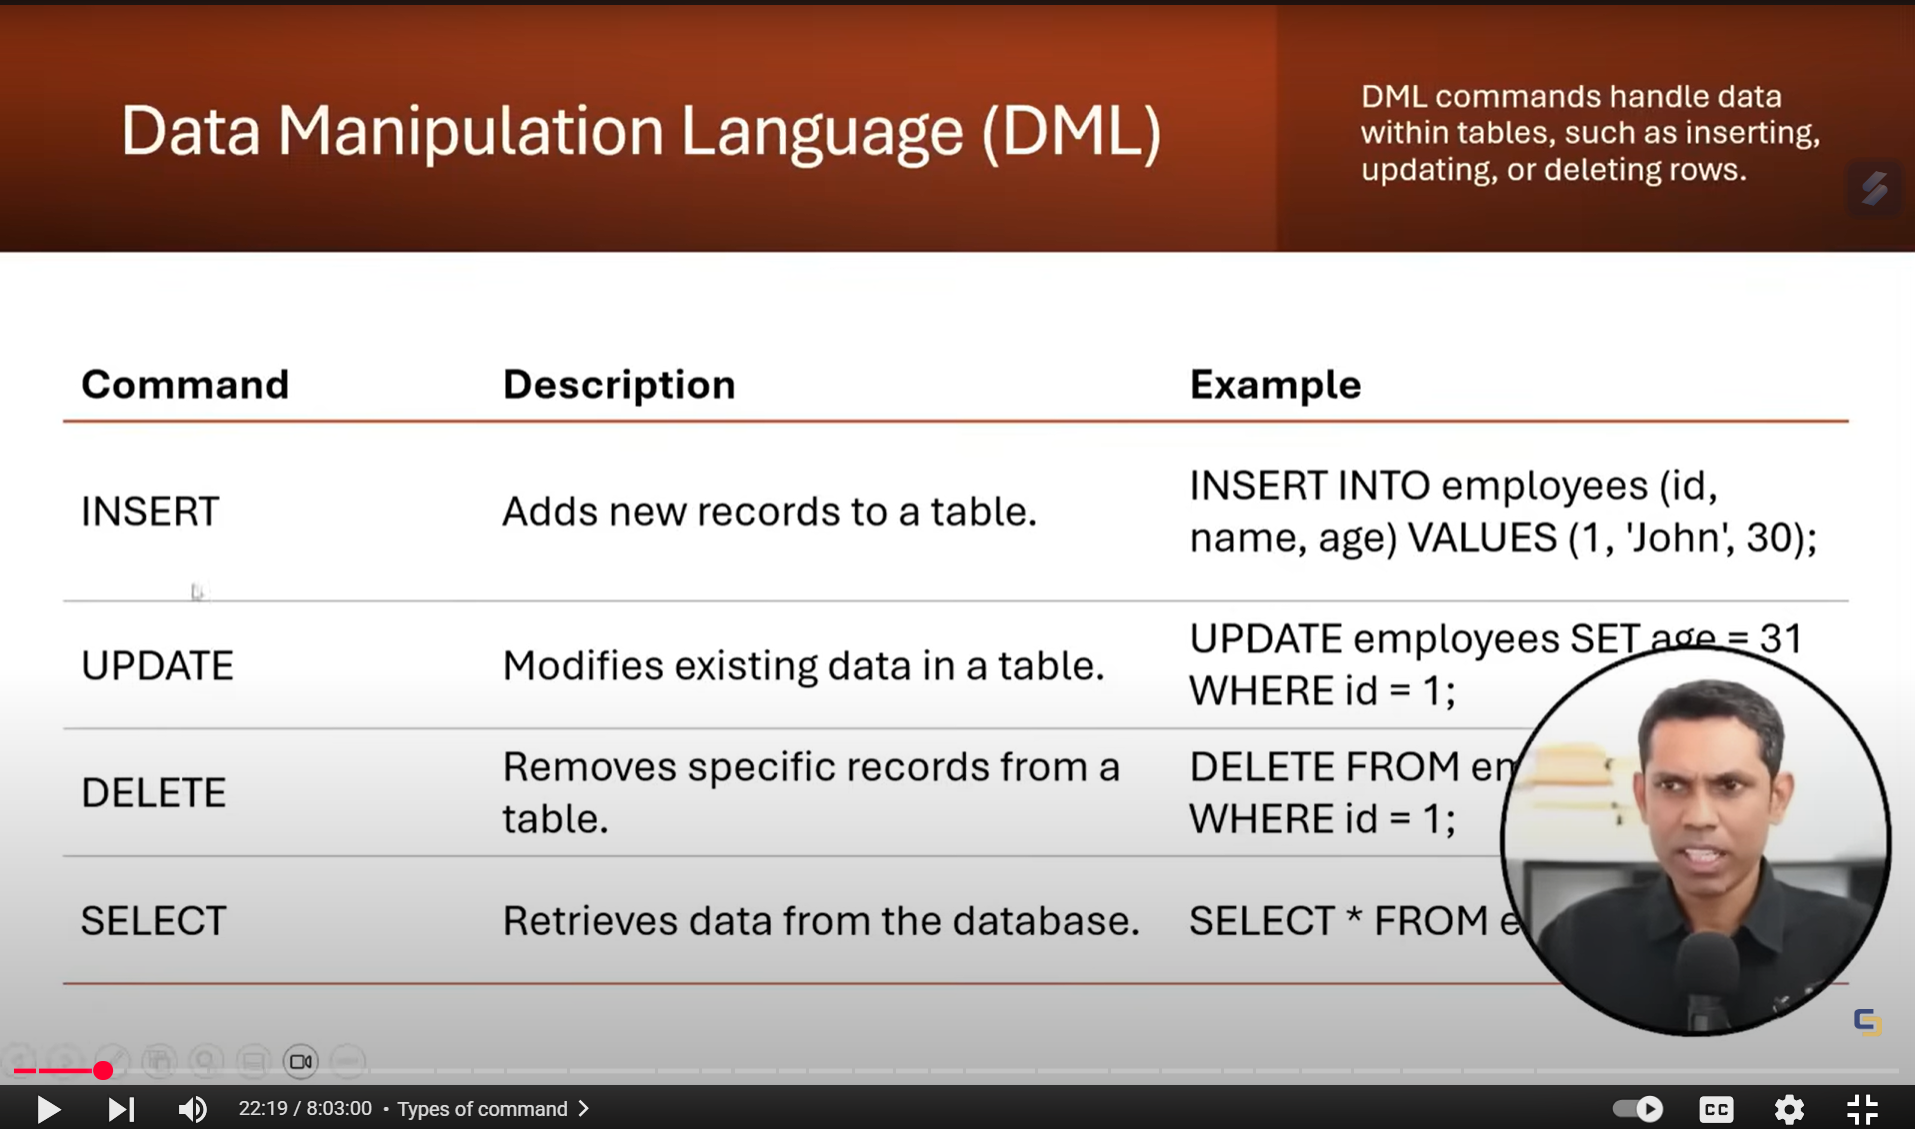 Data Manipulation Language (DML)
DML commands handle data
within tables, such as inserting,
updating, or deleting rows.
Command Description Example
INSERT Adds new records to a table. INSERT INTO employees (id,
name, age) VALUES (1, 'John', 30);
UPDATE Modifies existing data in a table. UPDATE employees SET age = 31
WHERE id = 1;
DELETE Removes specific records from a
table. DELETE FROM
WHERE id = 1;
SELECT Retrieves data from the database. SELECT * FROM
22:19 / 8:03:00 • Types of command
CC